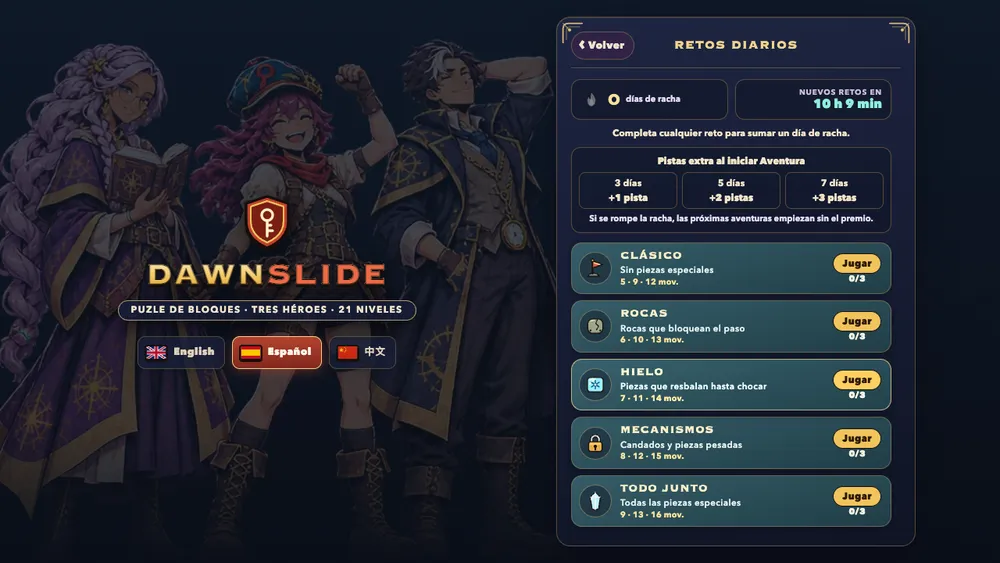 DAWNSLIDE
PUZLE DE BLOQUES · TRES HÉROES · 21 NIVELES
English
Español
中文
Volver
RETOS DIARIOS
0 días de racha
NUEVOS RETOS EN
10 h 9 min
Completa cualquier reto para sumar un día de racha.
Pistas extra al iniciar Aventura
3 días
+1 pista
5 días
+2 pistas
7 días
+3 pistas
Si se rompe la racha, las próximas aventuras empiezan sin el premio.
CLÁSICO
Sin piezas especiales
5 · 9 · 12 mov.
Jugar
0/3
ROCAS
Rocas que bloquean el paso
6 · 10 · 13 mov.
Jugar
0/3
HIELO
Piezas que resbalan hasta chocar
7 · 11 · 14 mov.
Jugar
0/3
MECANISMOS
Candados y piezas pesadas
8 · 12 · 15 mov.
Jugar
0/3
TODO JUNTO
Todas las piezas especiales
9 · 13 · 16 mov.
Jugar
0/3